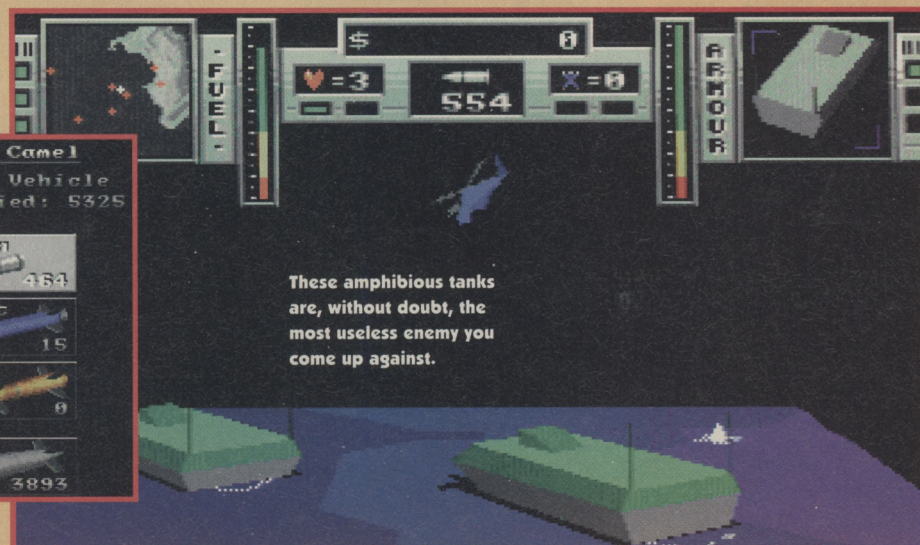 $ 0
FUEL
=3
554
=0
ARMOUR
Camel
Vehicle
ied: 5325
464
15
0
3893
These amphibious tanks
are, without doubt, the
most useless enemy you
come up against.